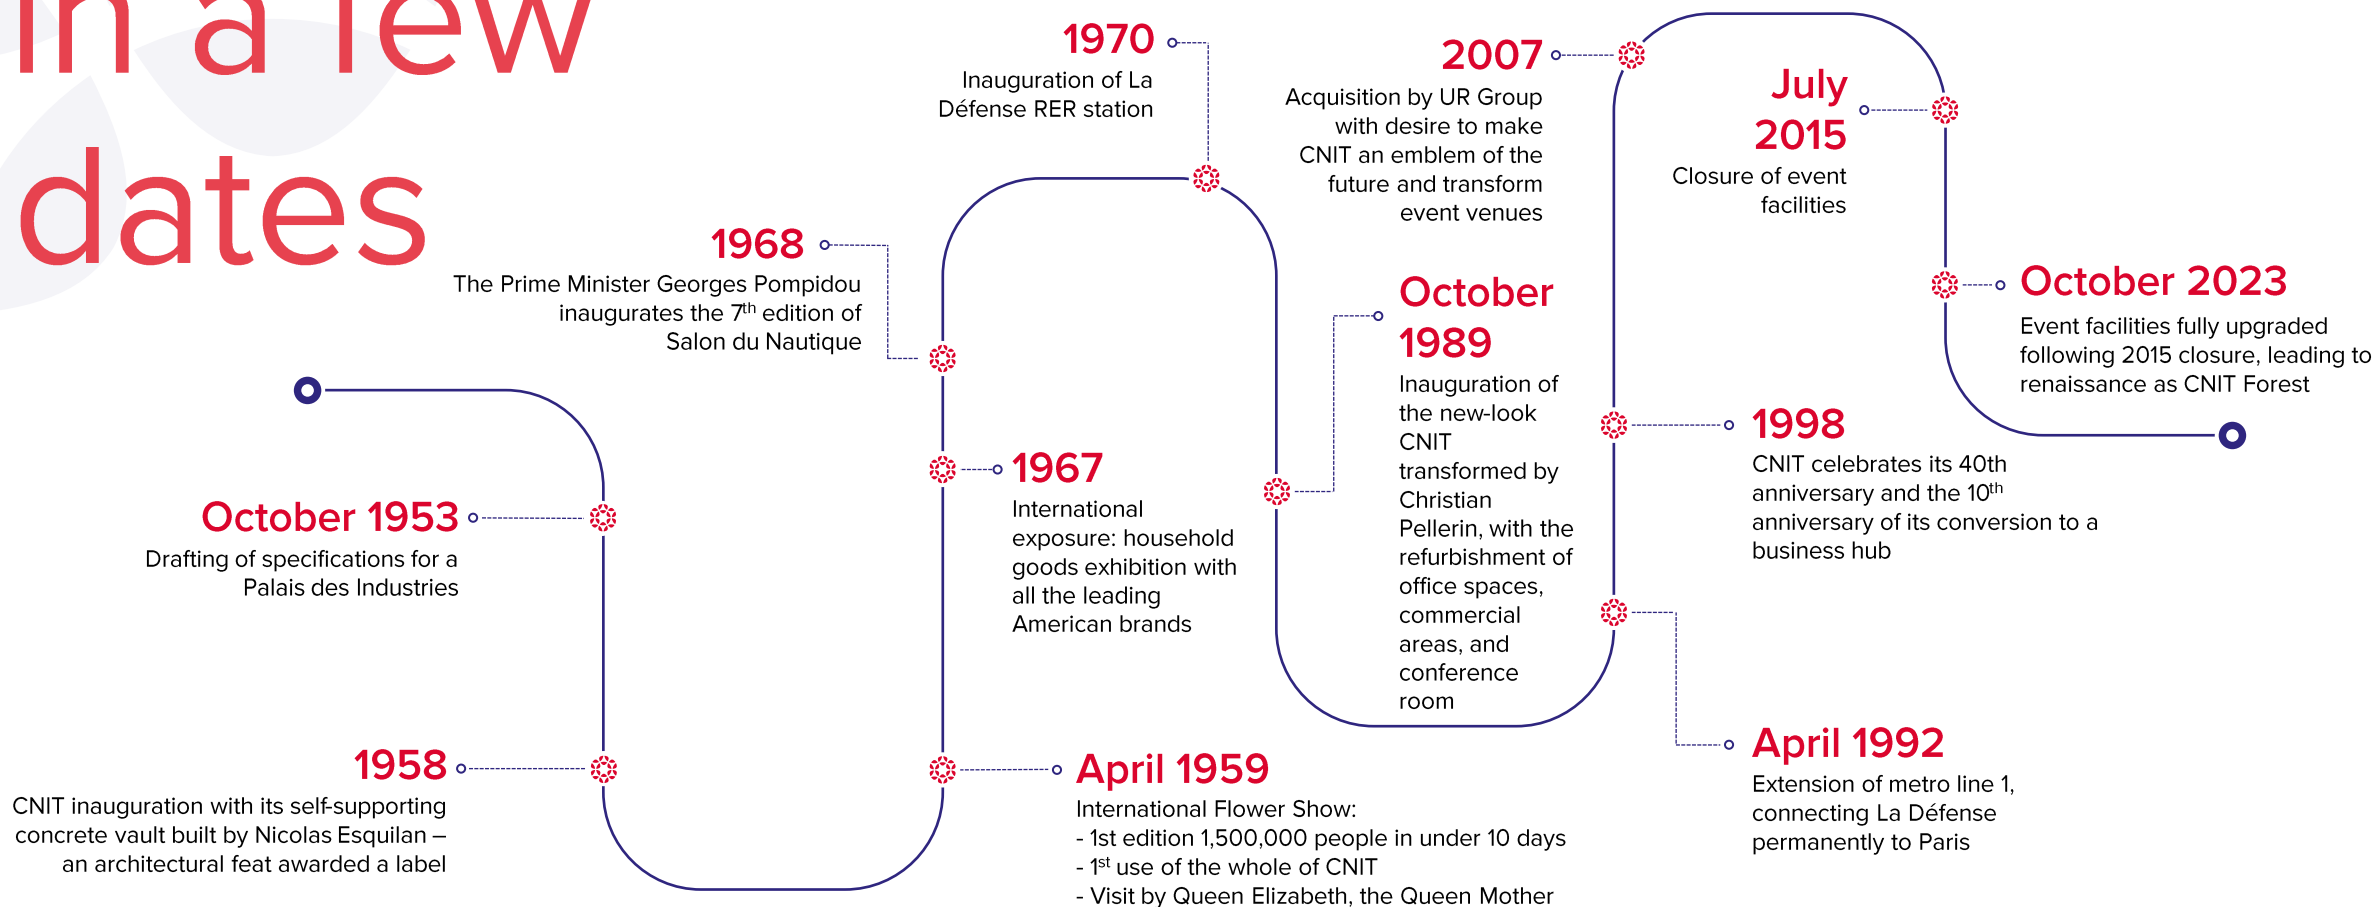 in a few
dates
October 1953
Drafting of specifications for a
Palais des Industries
1958
CNIT inauguration with its self-supporting
concrete vault built by Nicolas Esquilan –
an architectural feat awarded a label
April 1959
International Flower Show:
- 1st edition 1,500,000 people in under 10 days
- 1st use of the whole of CNIT
- Visit by Queen Elizabeth, the Queen Mother
1967
International
exposure: household
goods exhibition with
all the leading
American brands
1968
The Prime Minister Georges Pompidou
inaugurates the 7th edition of
Salon du Nautique
1970
Inauguration of La
Défense RER station
October
1989
Inauguration of
the new-look
CNIT
transformed by
Christian
Pellerin, with the
refurbishment of
office spaces,
commercial
areas, and
conference
room
April 1992
Extension of metro line 1,
connecting La Défense
permanently to Paris
1998
CNIT celebrates its 40th
anniversary and the 10th
anniversary of its conversion to a
business hub
2007
Acquisition by UR Group
with desire to make
CNIT an emblem of the
future and transform
event venues
July
2015
Closure of event
facilities
October 2023
Event facilities fully upgraded
following 2015 closure, leading to
renaissance as CNIT Forest